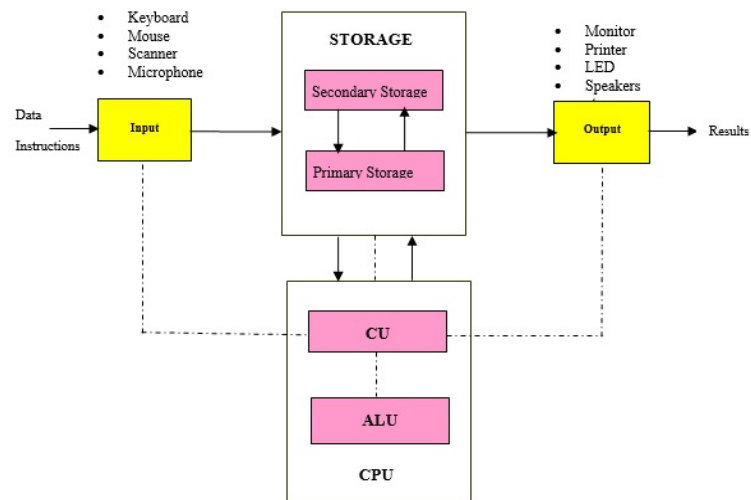 • Keyboard
• Mouse
• Scanner
• Microphone
STORAGE
• Monitor
• Printer
• LED
• Speakers
Secondary Storage
Data
Instructions
Input
Output
Results
Primary Storage
CU
ALU
CPU